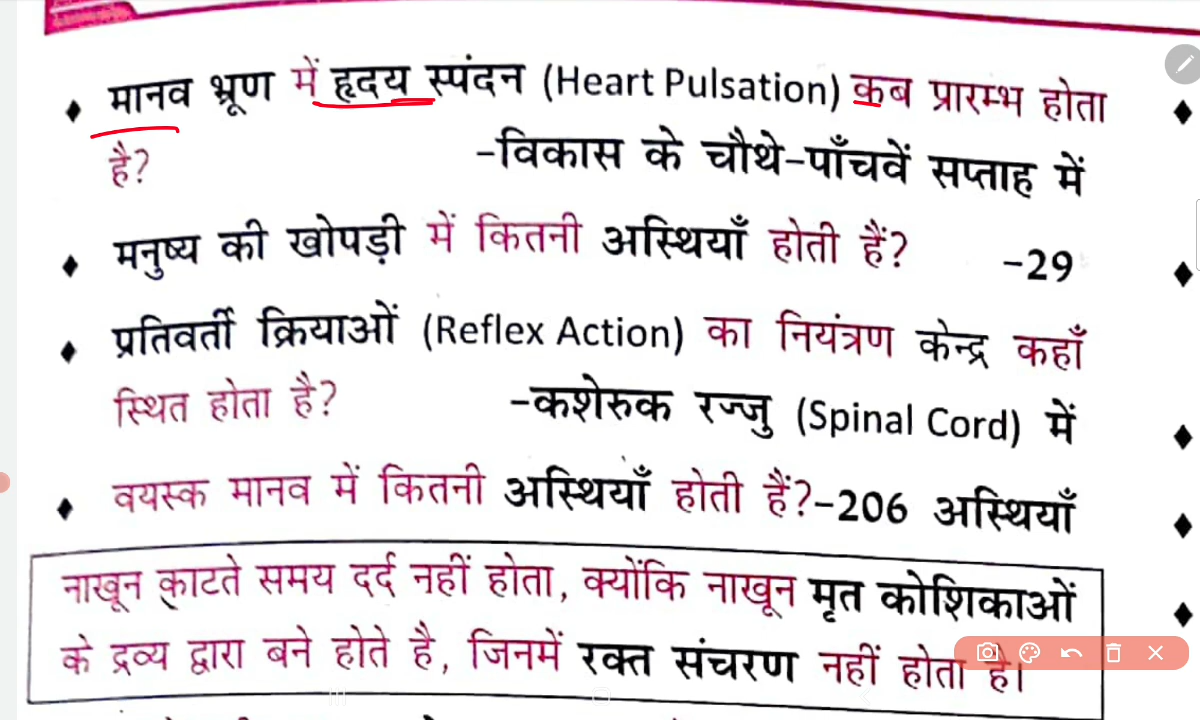 मानव भ्रूण में हृदय स्पंदन (Heart Pulsation) कब प्रारम्भ होता
है? -विकास के चौथे-पाँचवें सप्ताह में
मनुष्य की खोपड़ी में कितनी अस्थियाँ होती हैं? -29
प्रतिवर्ती क्रियाओं (Reflex Action) का नियंत्रण केन्द्र कहाँ
स्थित होता है? -कशेरुक रज्जु (Spinal Cord) में
वयस्क मानव में कितनी अस्थियाँ होती हैं?-206 अस्थियाँ
नाखून काटते समय दर्द नहीं होता, क्योंकि नाखून मृत कोशिकाओं
के द्रव्य द्वारा बने होते है, जिनमें रक्त संचरण नहीं होता है।